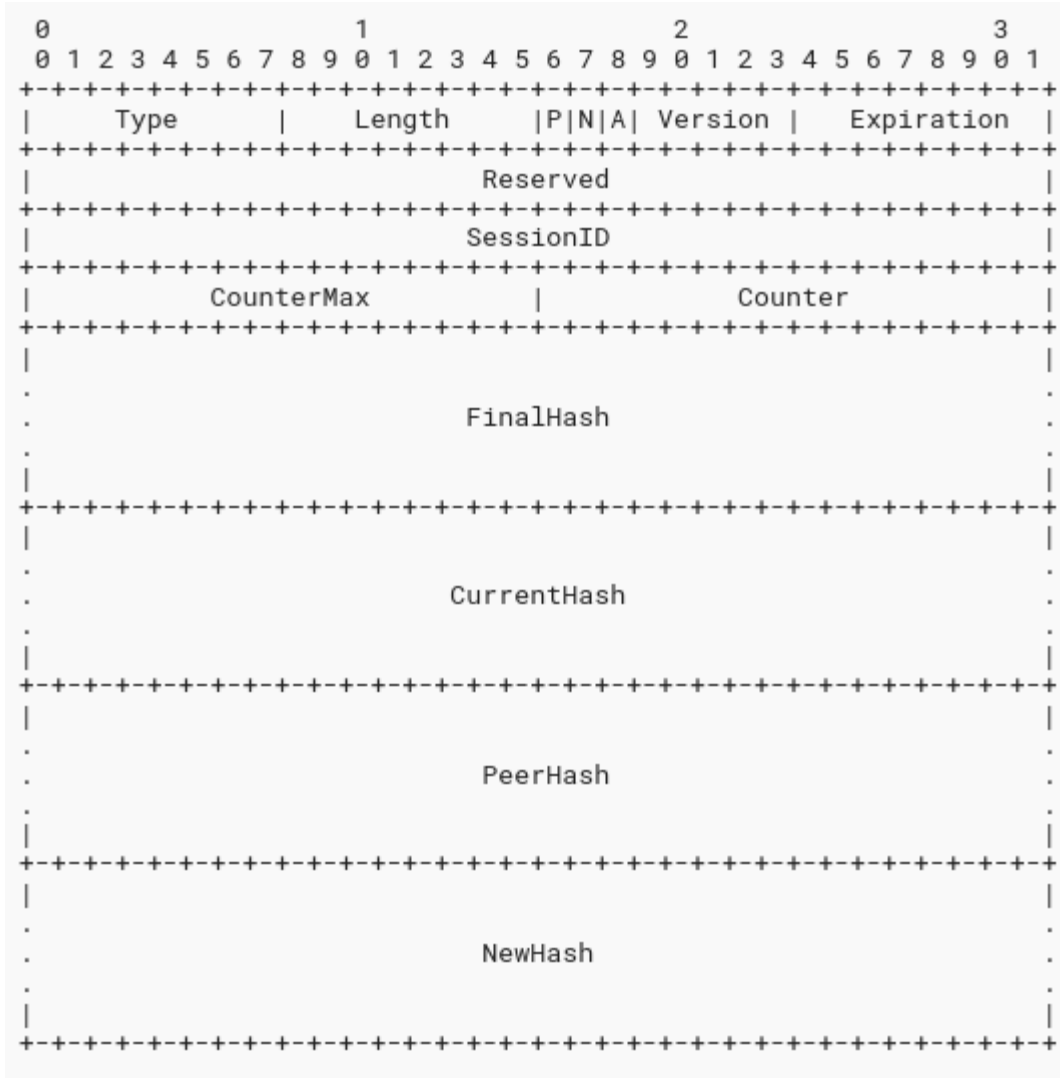 0                   1                   2                   3
 0 1 2 3 4 5 6 7 8 9 0 1 2 3 4 5 6 7 8 9 0 1 2 3 4 5 6 7 8 9 0 1
+-+-+-+-+-+-+-+-+-+-+-+-+-+-+-+-+-+-+-+-+-+-+-+-+-+-+-+-+-+-+-+-+
|     Type      |    Length     |P|N|A| Version |   Expiration  |
+-+-+-+-+-+-+-+-+-+-+-+-+-+-+-+-+-+-+-+-+-+-+-+-+-+-+-+-+-+-+-+-+
|                            Reserved                           |
+-+-+-+-+-+-+-+-+-+-+-+-+-+-+-+-+-+-+-+-+-+-+-+-+-+-+-+-+-+-+-+-+
|                           SessionID                           |
+-+-+-+-+-+-+-+-+-+-+-+-+-+-+-+-+-+-+-+-+-+-+-+-+-+-+-+-+-+-+-+-+
|           CounterMax          |            Counter            |
+-+-+-+-+-+-+-+-+-+-+-+-+-+-+-+-+-+-+-+-+-+-+-+-+-+-+-+-+-+-+-+-+
|                                                               |
.                                                               .
.                           FinalHash                           .
.                                                               .
|                                                               |
+-+-+-+-+-+-+-+-+-+-+-+-+-+-+-+-+-+-+-+-+-+-+-+-+-+-+-+-+-+-+-+-+
|                                                               |
.                                                               .
.                          CurrentHash                          .
.                                                               .
|                                                               |
+-+-+-+-+-+-+-+-+-+-+-+-+-+-+-+-+-+-+-+-+-+-+-+-+-+-+-+-+-+-+-+-+
|                                                               |
.                                                               .
.                            PeerHash                           .
.                                                               .
|                                                               |
+-+-+-+-+-+-+-+-+-+-+-+-+-+-+-+-+-+-+-+-+-+-+-+-+-+-+-+-+-+-+-+-+
|                                                               |
.                                                               .
.                            NewHash                            .
.                                                               .
|                                                               |
+-+-+-+-+-+-+-+-+-+-+-+-+-+-+-+-+-+-+-+-+-+-+-+-+-+-+-+-+-+-+-+-+